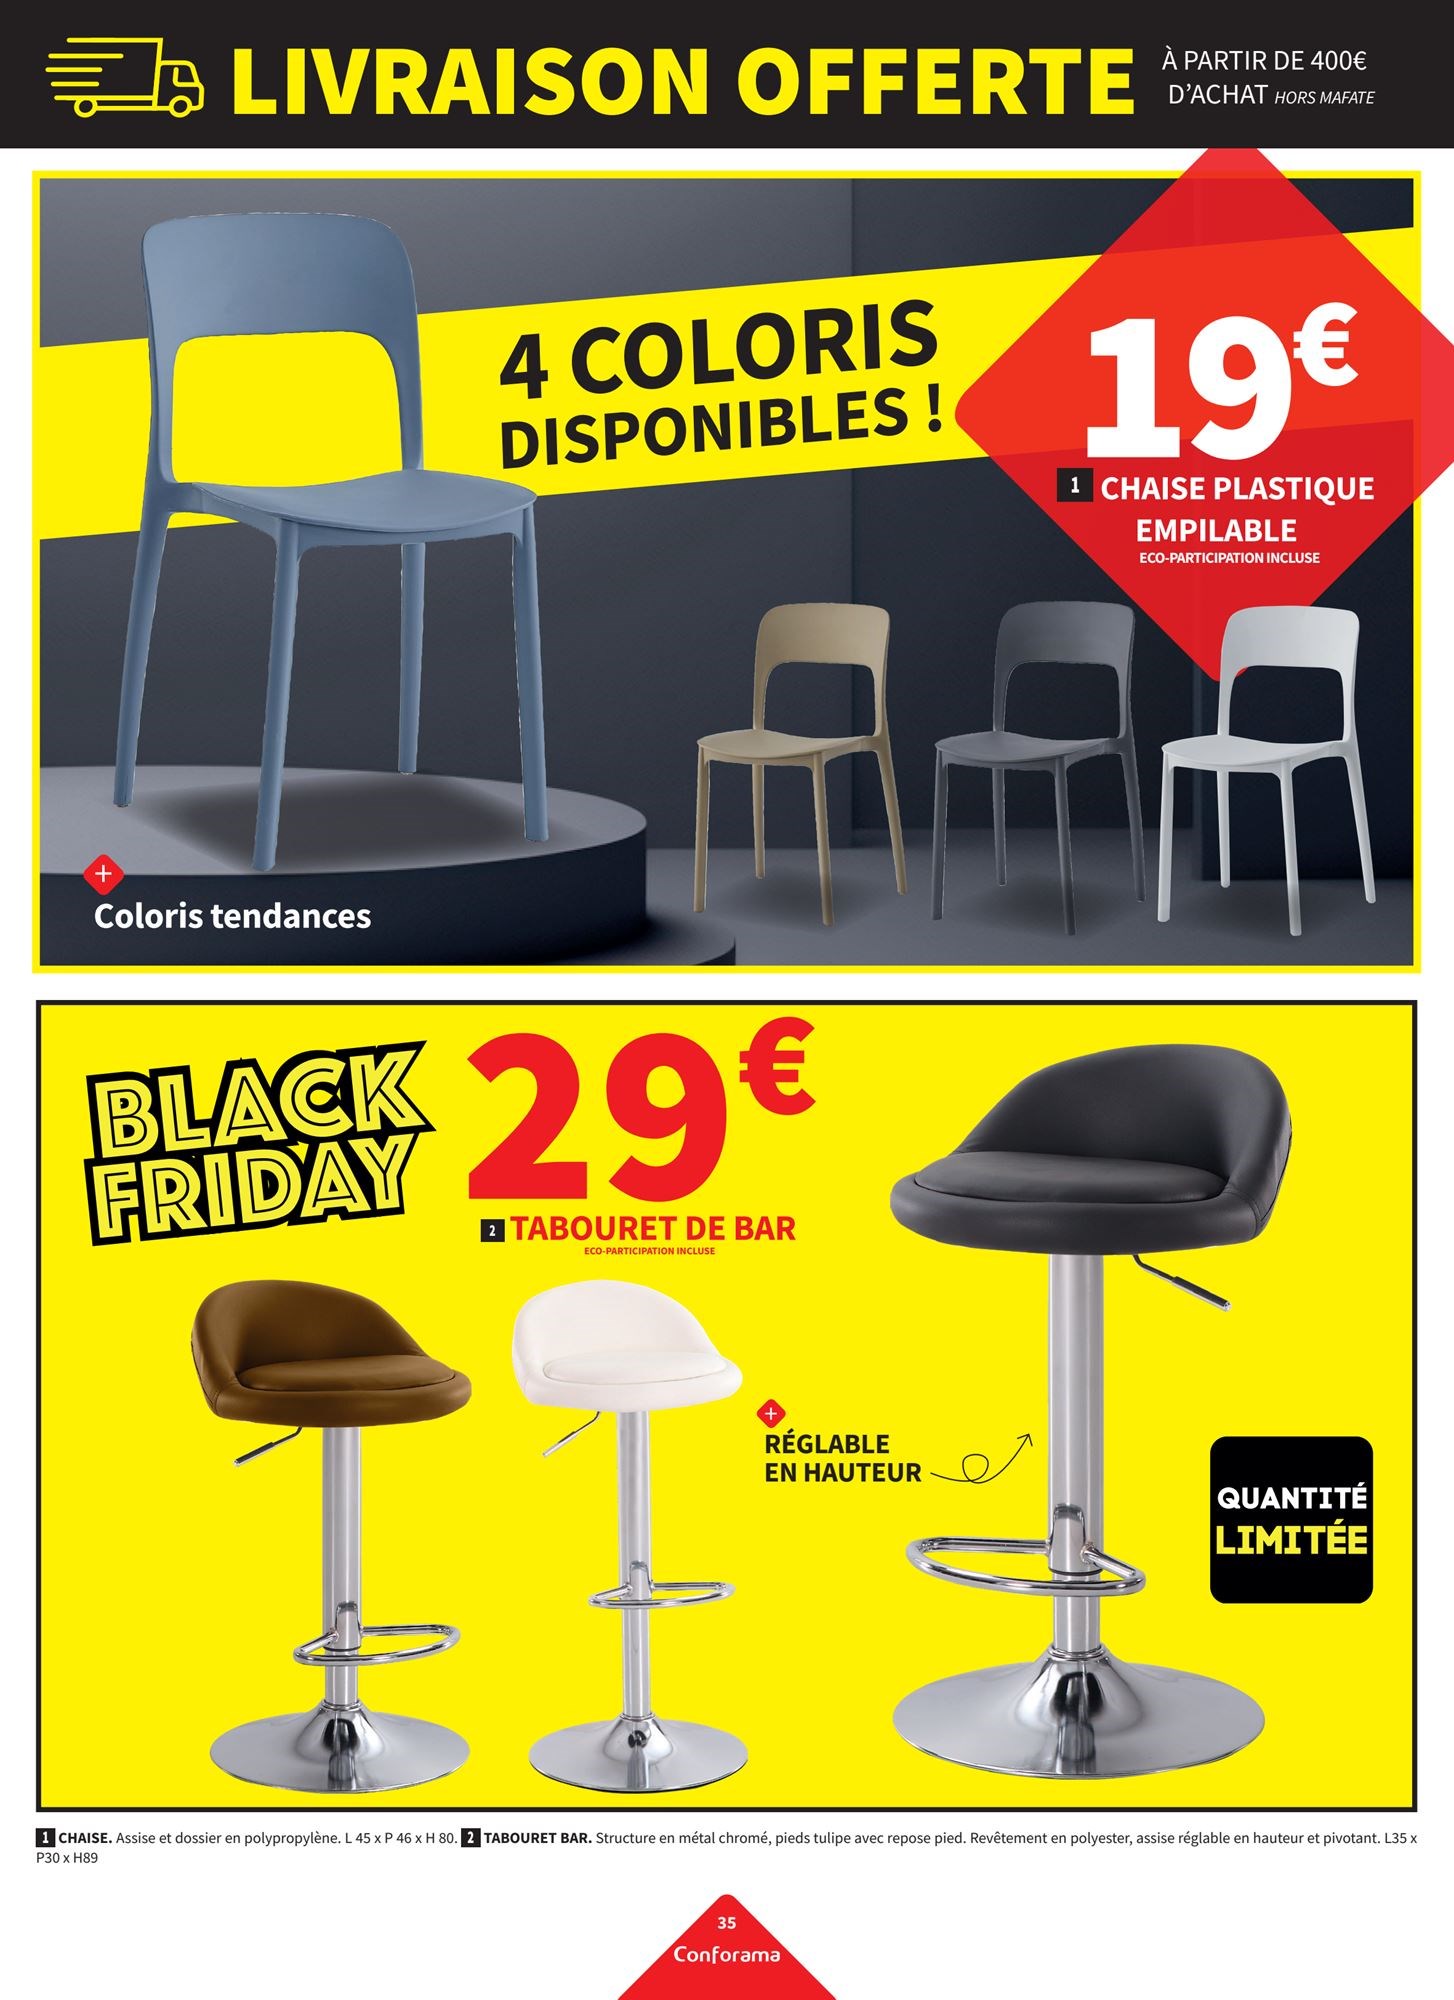 LIVRAISON OFFERTE
À PARTIR DE 400€
D'ACHAT HORS MAFATE
4 COLORIS
DISPONIBLES !
19€
1 CHAISE PLASTIQUE
EMPILABLE
ECO-PARTICIPATION INCLUSE
+
Coloris tendances
BLACK
FRIDAY
29€
2 TABOURET DE BAR
ECO-PARTICIPATION INCLUSE
+
RÉGLABLE
EN HAUTEUR
QUANTITÉ
LIMITÉE
1 CHAISE. Assise et dossier en polypropylène. L 45 x P 46 x H 80. 2 TABOURET BAR. Structure en métal chromé, pieds tulipe avec repose pied. Revêtement en polyester, assise réglable en hauteur et pivotant. L35 x
P30 x H89
35
Conforama